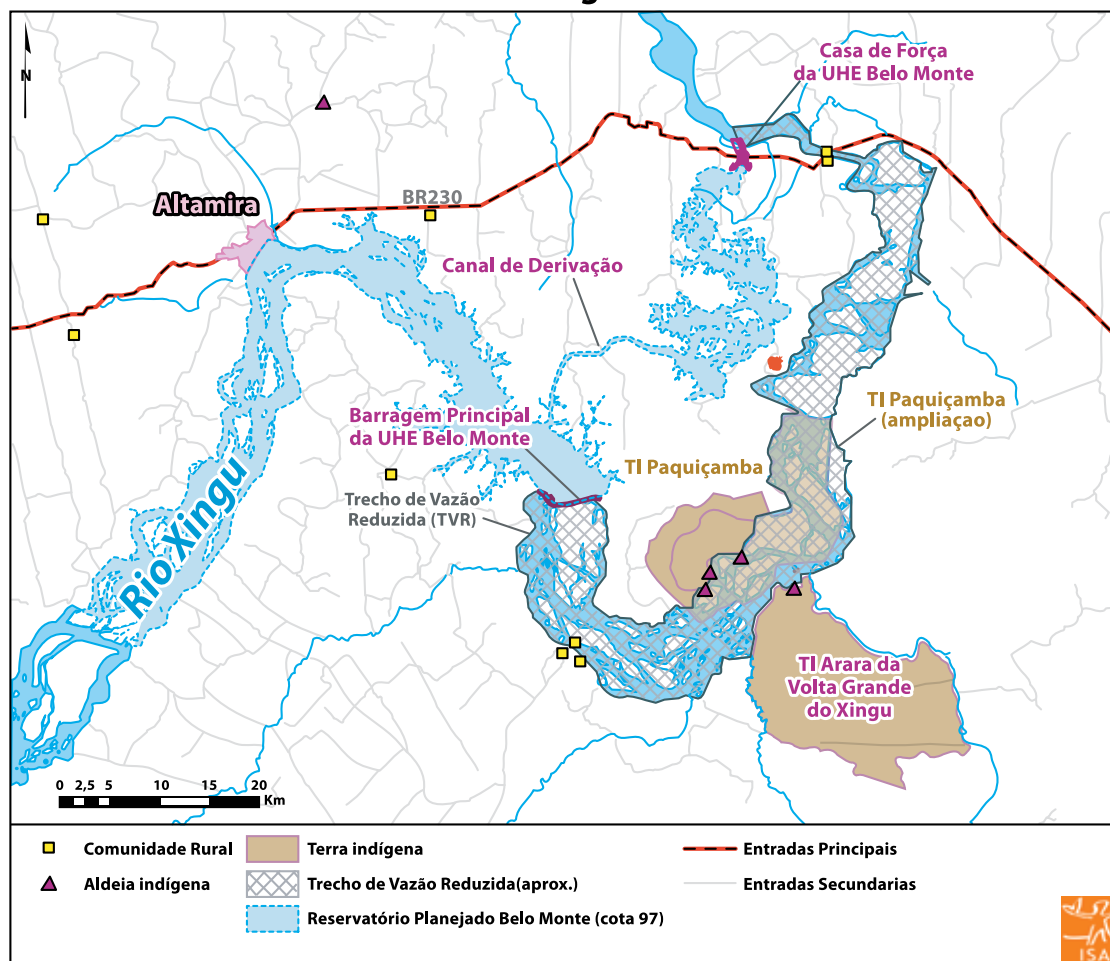 N
Casa de Força
da UHE Belo Monte
Altamira
BR230
Canal de Derivação
Barragem Principal
da UHE Belo Monte
TI Paquiçamba
(ampliaçao)
TI Paquiçamba
Trecho de Vazão
Reduzida (TVR)
Rio Xingu
TI Arara da
Volta Grande
do Xingu
0 2,5 5 10 15 20
Km
Comunidade Rural
Terra indígena
Entradas Principais
Aldeia indígena
Trecho de Vazão Reduzida(aprox.)
Entradas Secundarias
Reservatório Planejado Belo Monte (cota 97)